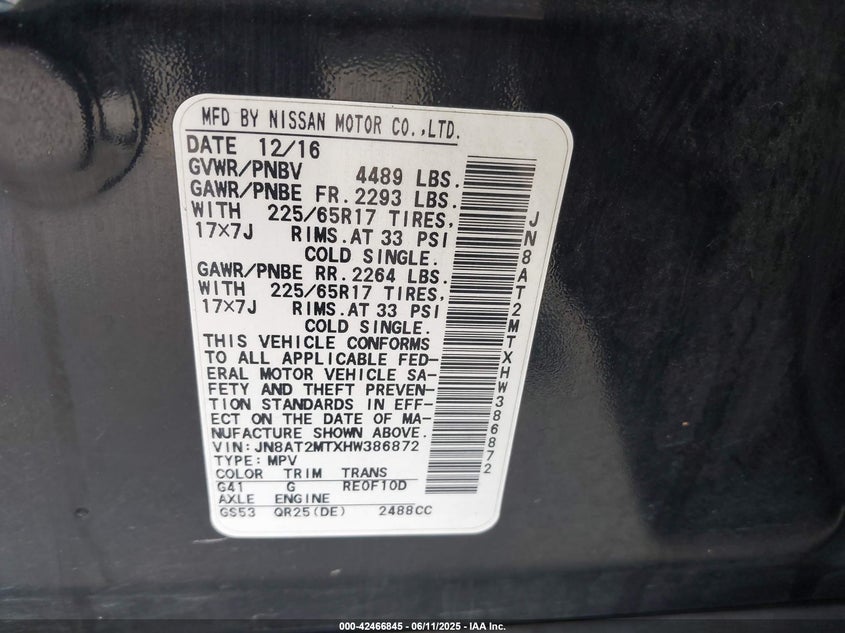 MFD BY NISSAN MOTOR CO.,LTD.
DATE 12/16
GVWR/PNBV 4489 LBS.
GAWR/PNBE FR. 2293 LBS.
WITH 225/65R17 TIRES,
17×7J RIMS.AT 33 PSI
COLD SINGLE.
GAWR/PNBE RR. 2264 LBS.
WITH 225/65R17 TIRES,
17×7J RIMS.AT 33 PSI
COLD SINGLE.
THIS VEHICLE CONFORMS
TO ALL APPLICABLE FED-
ERAL MOTOR VEHICLE SA-
FETY AND THEFT PREVEN-
TION STANDARDS IN EFF-
ECT ON THE DATE OF MA-
NUFACTURE SHOWN ABOVE.
VIN:JN8AT2MTXHW386872
TYPE:MPV
COLOR TRIM TRANS
G41 G RE0F10D
AXLE ENGINE
GS53 QR25(DE) 2488CC
JN8AT2MTXHW386872
000-42466845 - 06/11/2025 - IAA Inc.